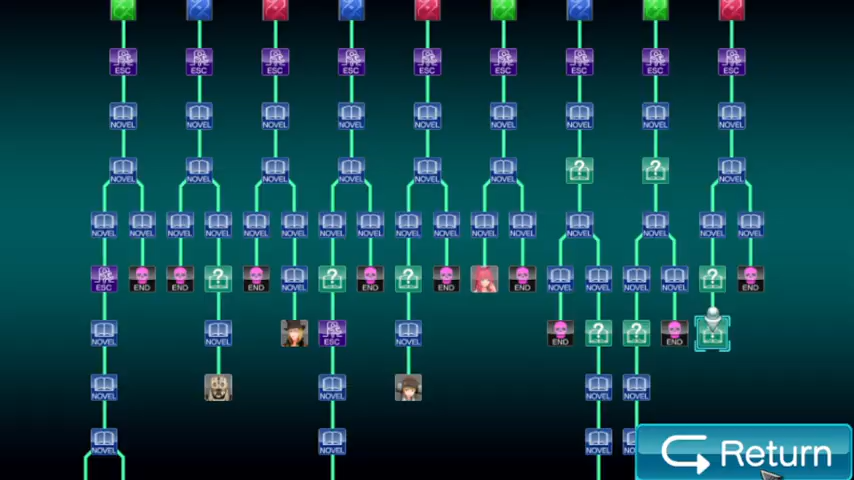 ESC ESC ESC ESC ESC ESC ESC ESC ESC
NOVEL NOVEL NOVEL NOVEL NOVEL NOVEL NOVEL NOVEL NOVEL
NOVEL NOVEL NOVEL NOVEL NOVEL NOVEL ? ? NOVEL
NOVEL NOVEL NOVEL NOVEL NOVEL NOVEL NOVEL NOVEL NOVEL NOVEL NOVEL NOVEL NOVEL NOVEL NOVEL NOVEL
ESC END END ? END NOVEL ? END ? END END NOVEL NOVEL NOVEL NOVEL ? END
NOVEL NOVEL ESC NOVEL END ? ? END ?
NOVEL NOVEL NOVEL NOVEL
NOVEL NOVEL NOVEL
Return